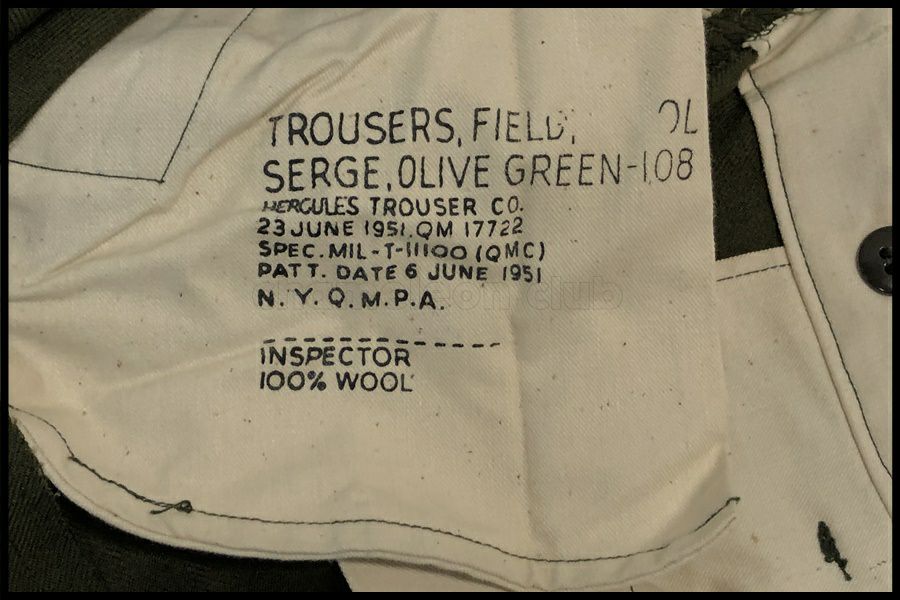 TROUSERS, FIELD, OL
SERGE, OLIVE GREEN-108
HERCULES TROUSER CO.
23 JUNE 1951. QM 17722
SPEC. MIL-T-11100 (QMC)
PATT. DATE 6 JUNE 1951
N.Y.Q.M.P.A.
INSPECTOR
100% WOOL